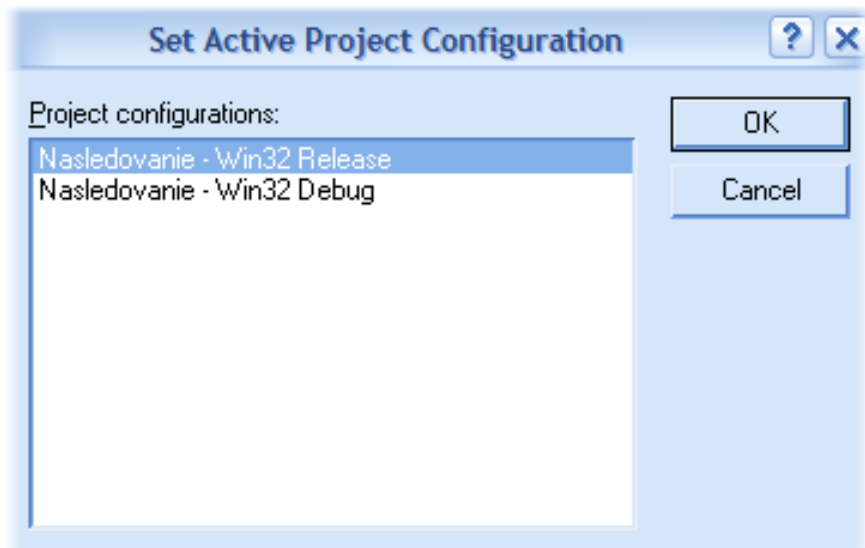 Set Active Project Configuration
?
Project configurations:
OK
Nasledovanie - Win32 Release
Nasledovanie - Win32 Debug
Cancel